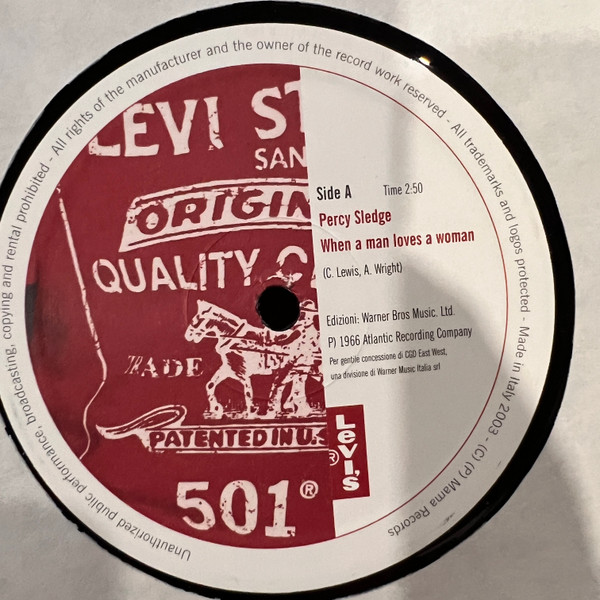 Unauthorized public performance, broadcasting, copying and rental prohibited - All rights of the manufacturer and the owner of the record work reserved - All trademarks and logos protected - Made in Italy 2003 - (C) (P) Mama Records
LEVI ST
SAN
ORIGIN
QUALITY C
TRADE
PATENTED IN U.S
501®
Side A Time 2:50
Percy Sledge
When a man loves a woman
(C. Lewis, A. Wright)
Edizioni: Warner Bros Music. Ltd.
P) 1966 Atlantic Recording Company
Per gentile concessione di CGD East West,
una divisione di Warner Music Italia srl
Levi's
®